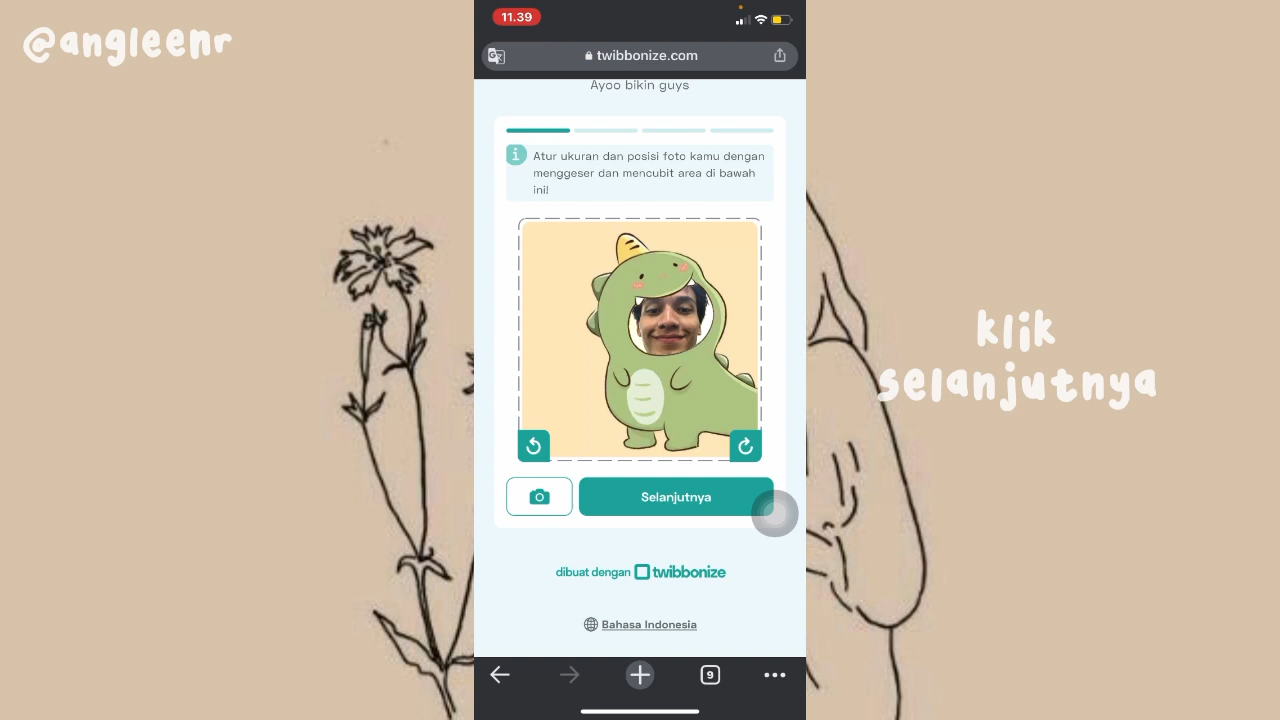 @angleenr
11.39
twibbonize.com
Ayoo bikin guys
i
Atur ukuran dan posisi foto kamu dengan
menggeser dan mencubit area di bawah
ini!
klik
selanjutnya
Selanjutnya
dibuat dengan twibbonize
Bahasa Indonesia
9